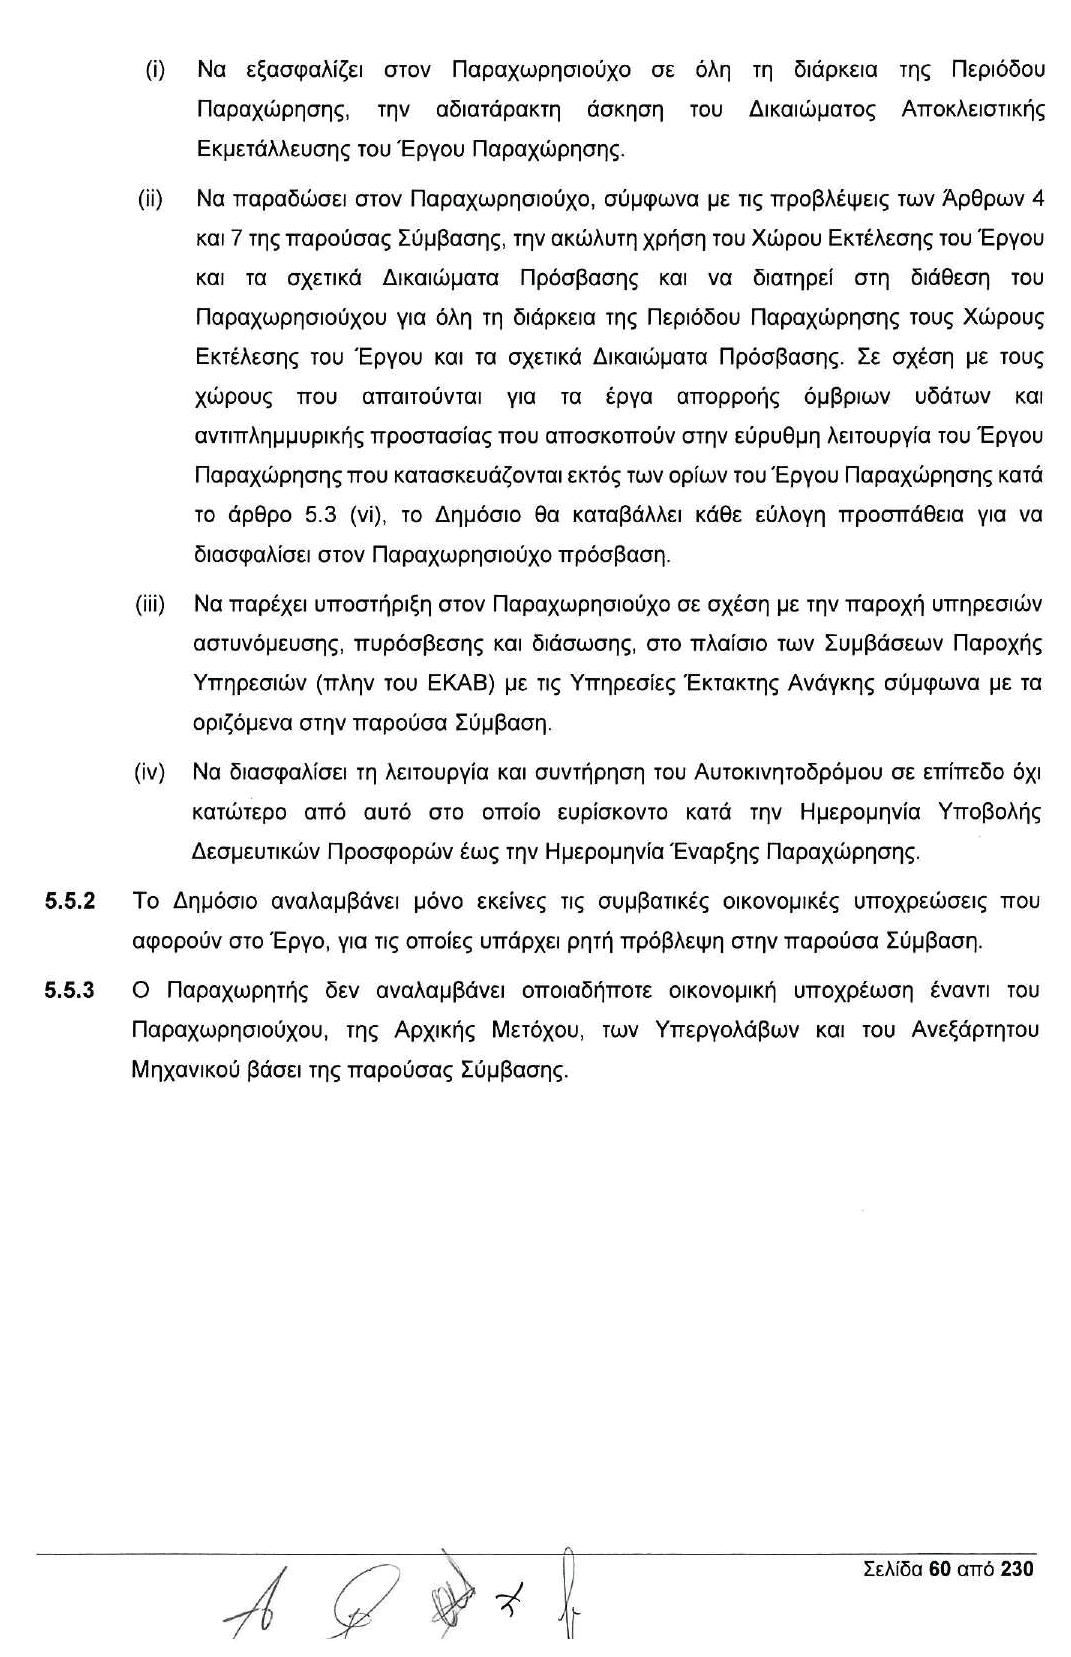 (i) Να εξασφαλίζει στον Παραχωρησιούχο σε όλη τη διάρκεια της Περιόδου
Παραχώρησης, την αδιατάρακτη άσκηση του Δικαιώματος Αποκλειστικής
Εκμετάλλευσης του Έργου Παραχώρησης.
(ii) Να παραδώσει στον Παραχωρησιούχο, σύμφωνα με τις προβλέψεις των Άρθρων 4
και 7 της παρούσας Σύμβασης, την ακώλυτη χρήση του Χώρου Εκτέλεσης του Έργου
και τα σχετικά Δικαιώματα Πρόσβασης και να διατηρεί στη διάθεση του
Παραχωρησιούχου για όλη τη διάρκεια της Περιόδου Παραχώρησης τους Χώρους
Εκτέλεσης του Έργου και τα σχετικά Δικαιώματα Πρόσβασης. Σε σχέση με τους
χώρους που απαιτούνται για τα έργα απορροής όμβριων υδάτων και
αντιπλημμυρικής προστασίας που αποσκοπούν στην εύρυθμη λειτουργία του Έργου
Παραχώρησης που κατασκευάζονται εκτός των ορίων του Έργου Παραχώρησης κατά
το άρθρο 5.3 (vi), το Δημόσιο θα καταβάλλει κάθε εύλογη προσπάθεια για να
διασφαλίσει στον Παραχωρησιούχο πρόσβαση.
(iii) Να παρέχει υποστήριξη στον Παραχωρησιούχο σε σχέση με την παροχή υπηρεσιών
αστυνόμευσης, πυρόσβεσης και διάσωσης, στο πλαίσιο των Συμβάσεων Παροχής
Υπηρεσιών (πλην του ΕΚΑΒ) με τις Υπηρεσίες Έκτακτης Ανάγκης σύμφωνα με τα
οριζόμενα στην παρούσα Σύμβαση.
(iv) Να διασφαλίσει τη λειτουργία και συντήρηση του Αυτοκινητοδρόμου σε επίπεδο όχι
κατώτερο από αυτό στο οποίο ευρίσκοντο κατά την Ημερομηνία Υποβολής
Δεσμευτικών Προσφορών έως την Ημερομηνία Έναρξης Παραχώρησης.
5.5.2 Το Δημόσιο αναλαμβάνει μόνο εκείνες τις συμβατικές οικονομικές υποχρεώσεις που
αφορούν στο Έργο, για τις οποίες υπάρχει ρητή πρόβλεψη στην παρούσα Σύμβαση.
5.5.3 Ο Παραχωρητής δεν αναλαμβάνει οποιαδήποτε οικονομική υποχρέωση έναντι του
Παραχωρησιούχου, της Αρχικής Μετόχου, των Υπεργολάβων και του Ανεξάρτητου
Μηχανικού βάσει της παρούσας Σύμβασης.
Σελίδα 60 από 230